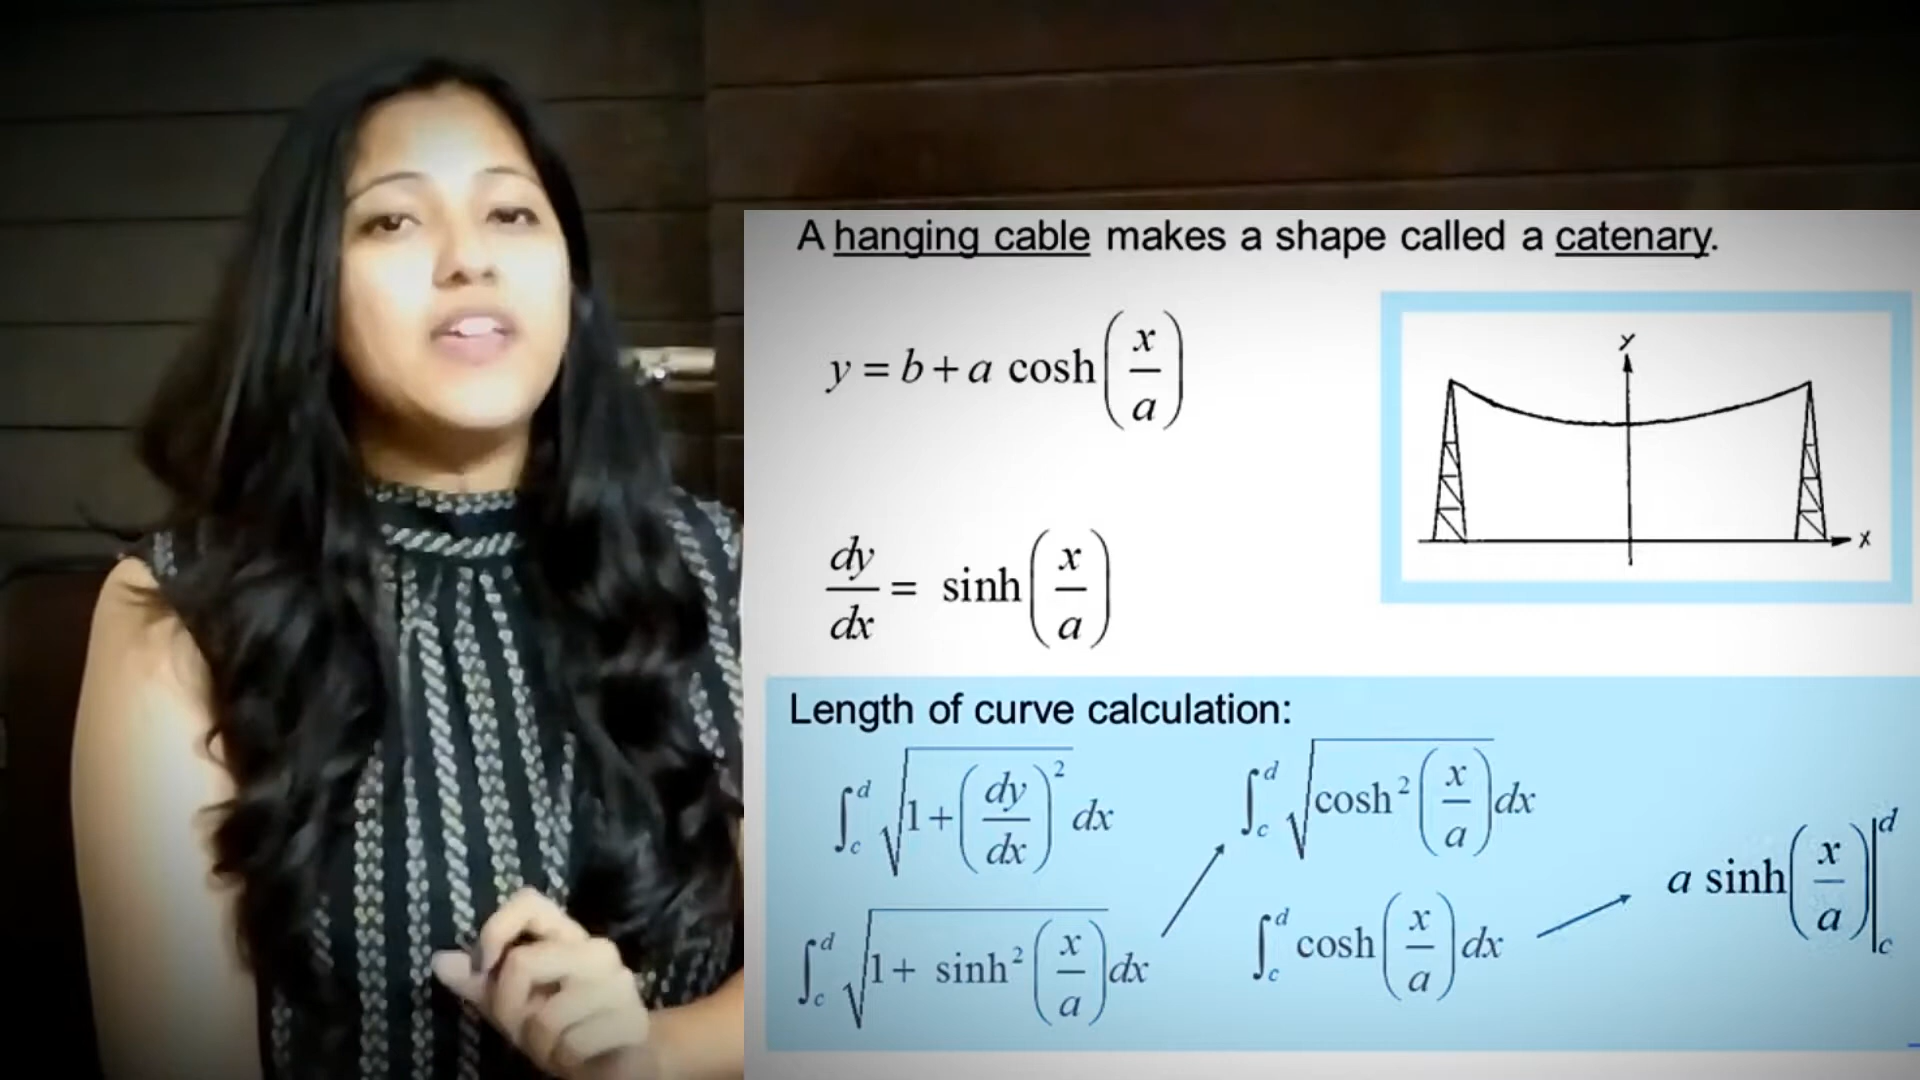 A hanging cable makes a shape called a catenary.
y = b + a cosh(x/a)
Y
X
dy/dx = sinh(x/a)
Length of curve calculation:
∫_c^d √(1+(dy/dx)²) dx
∫_c^d √(1+ sinh²(x/a)) dx
∫_c^d √(cosh²(x/a)) dx
∫_c^d cosh(x/a) dx
a sinh(x/a)|_c^d